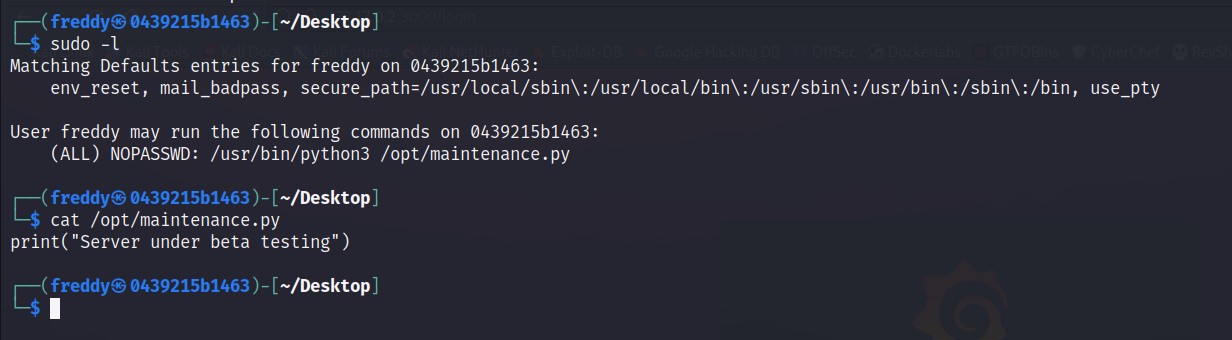 ┌──(freddy㉿0439215b1463)-[~/Desktop]
└─$ sudo -l
Matching Defaults entries for freddy on 0439215b1463:
    env_reset, mail_badpass, secure_path=/usr/local/sbin\:/usr/local/bin\:/usr/sbin\:/usr/bin\:/sbin\:/bin, use_pty

User freddy may run the following commands on 0439215b1463:
    (ALL) NOPASSWD: /usr/bin/python3 /opt/maintenance.py

┌──(freddy㉿0439215b1463)-[~/Desktop]
└─$ cat /opt/maintenance.py
print("Server under beta testing")

┌──(freddy㉿0439215b1463)-[~/Desktop]
└─$